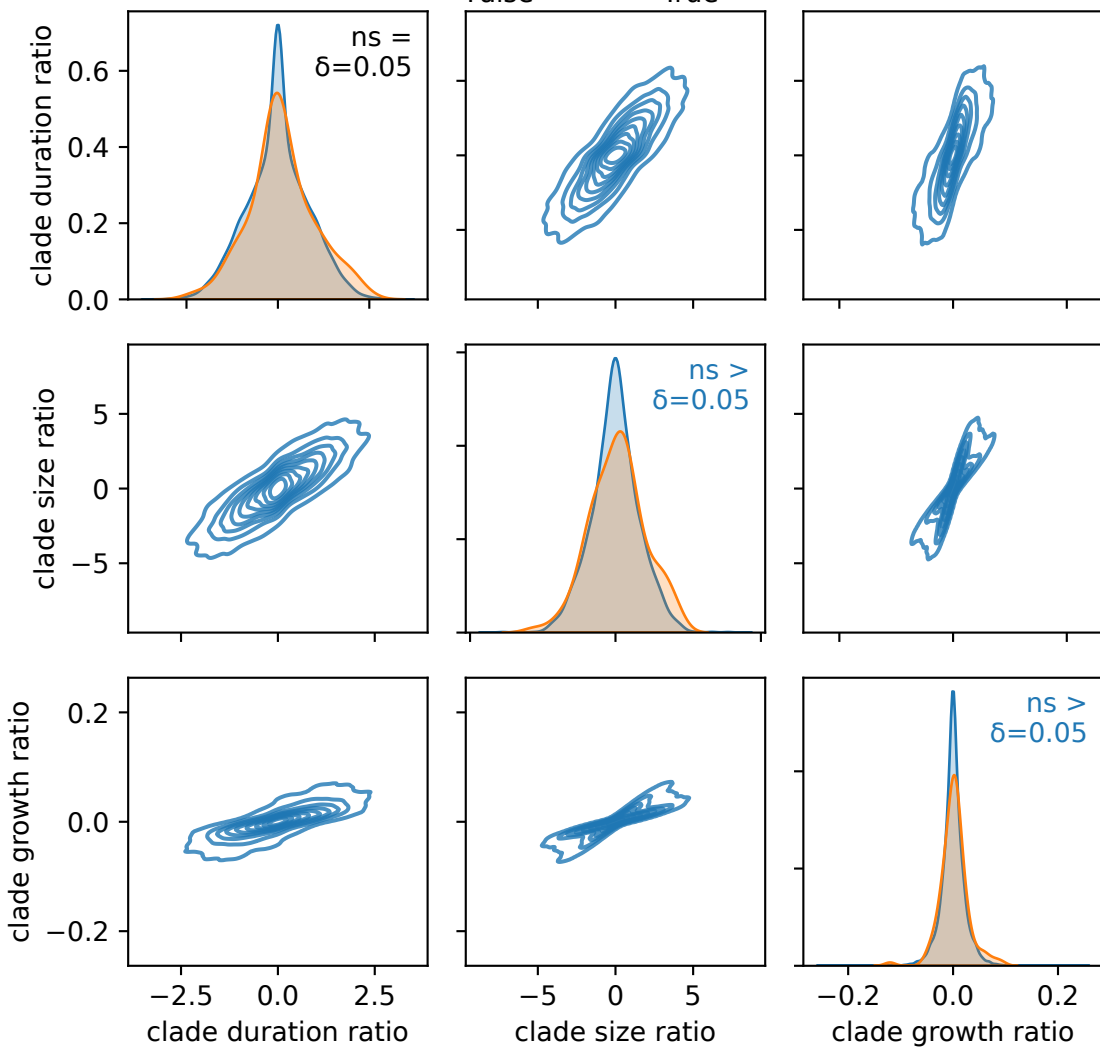 clade duration ratio
0.6
0.4
0.2
0.0
ns =
δ=0.05
clade size ratio
5
0
−5
ns >
δ=0.05
clade growth ratio
0.2
0.0
−0.2
ns >
δ=0.05
−2.5 0.0 2.5
−5 0 5
−0.2 0.0 0.2
clade duration ratio
clade size ratio
clade growth ratio